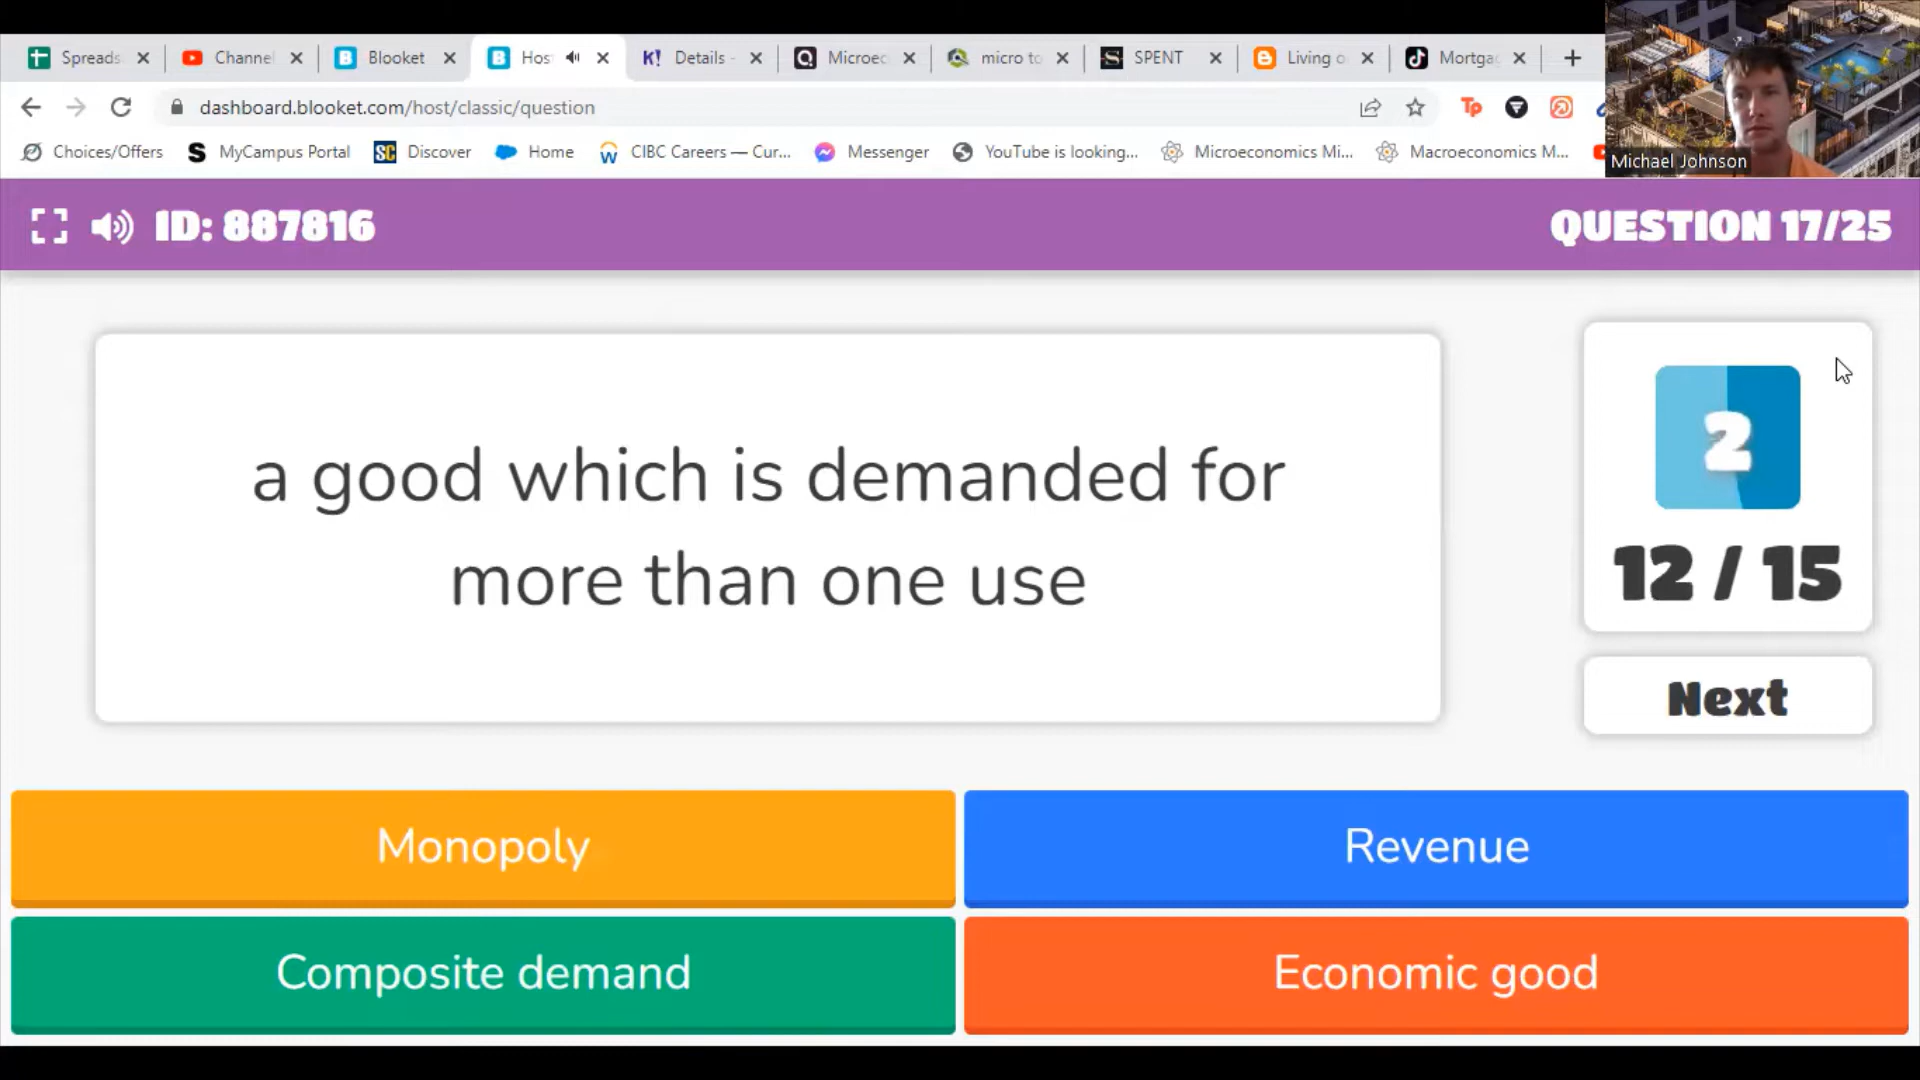 Spreads
Channel
Blooket
Hos
Details -
Microec
micro to
SPENT
Living o
Mortga
dashboard.blooket.com/host/classic/question
Choices/Offers
MyCampus Portal
Discover
Home
CIBC Careers — Cur...
Messenger
YouTube is looking...
Microeconomics Mi...
Macroeconomics M...
Michael Johnson
ID: 887816
QUESTION 17/25
a good which is demanded for
more than one use
2
12 / 15
Next
Monopoly
Revenue
Composite demand
Economic good